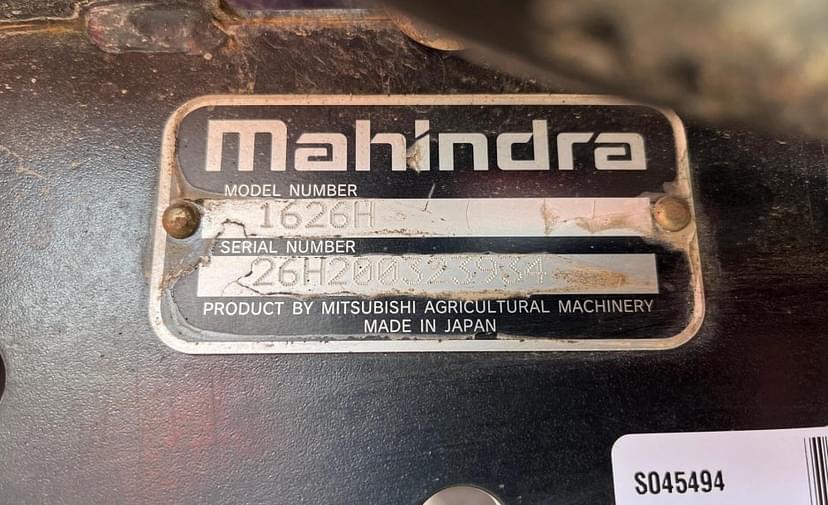 mahindra
MODEL NUMBER
1626H
SERIAL NUMBER
26H200323934
PRODUCT BY MITSUBISHI AGRICULTURAL MACHINERY
MADE IN JAPAN
S045494